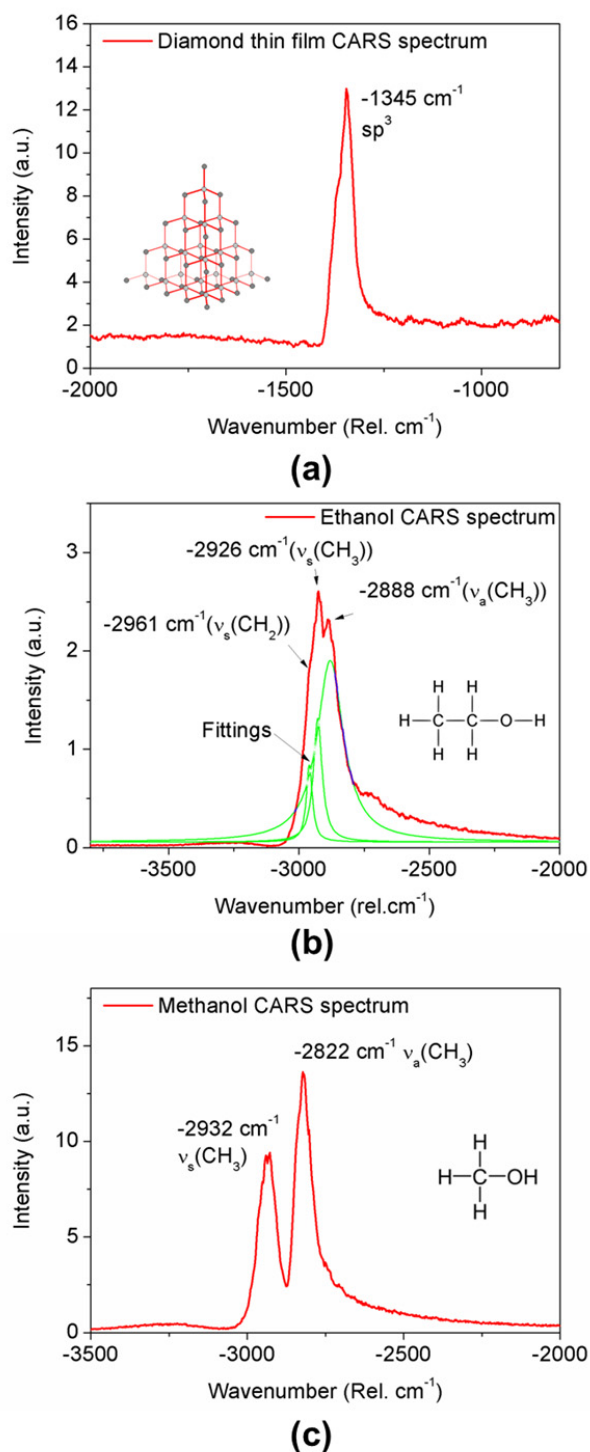 Diamond thin film CARS spectrum
-1345 cm⁻¹
sp³
Intensity (a.u.)
16
14
12
10
8
6
4
2
0
-2000
-1500
-1000
Wavenumber (Rel. cm⁻¹)
(a)
Ethanol CARS spectrum
-2926 cm⁻¹(νₛ(CH₃))
-2888 cm⁻¹(νₐ(CH₃))
-2961 cm⁻¹(νₛ(CH₂))
Fittings
H H
H C C O H
H H
Intensity (a.u.)
3
2
1
0
-3500
-3000
-2500
-2000
Wavenumber (rel.cm⁻¹)
(b)
Methanol CARS spectrum
-2822 cm⁻¹ νₐ(CH₃)
-2932 cm⁻¹
νₛ(CH₃)
H
H C OH
H
Intensity (a.u.)
15
10
5
0
-3500
-3000
-2500
-2000
Wavenumber (Rel. cm⁻¹)
(c)